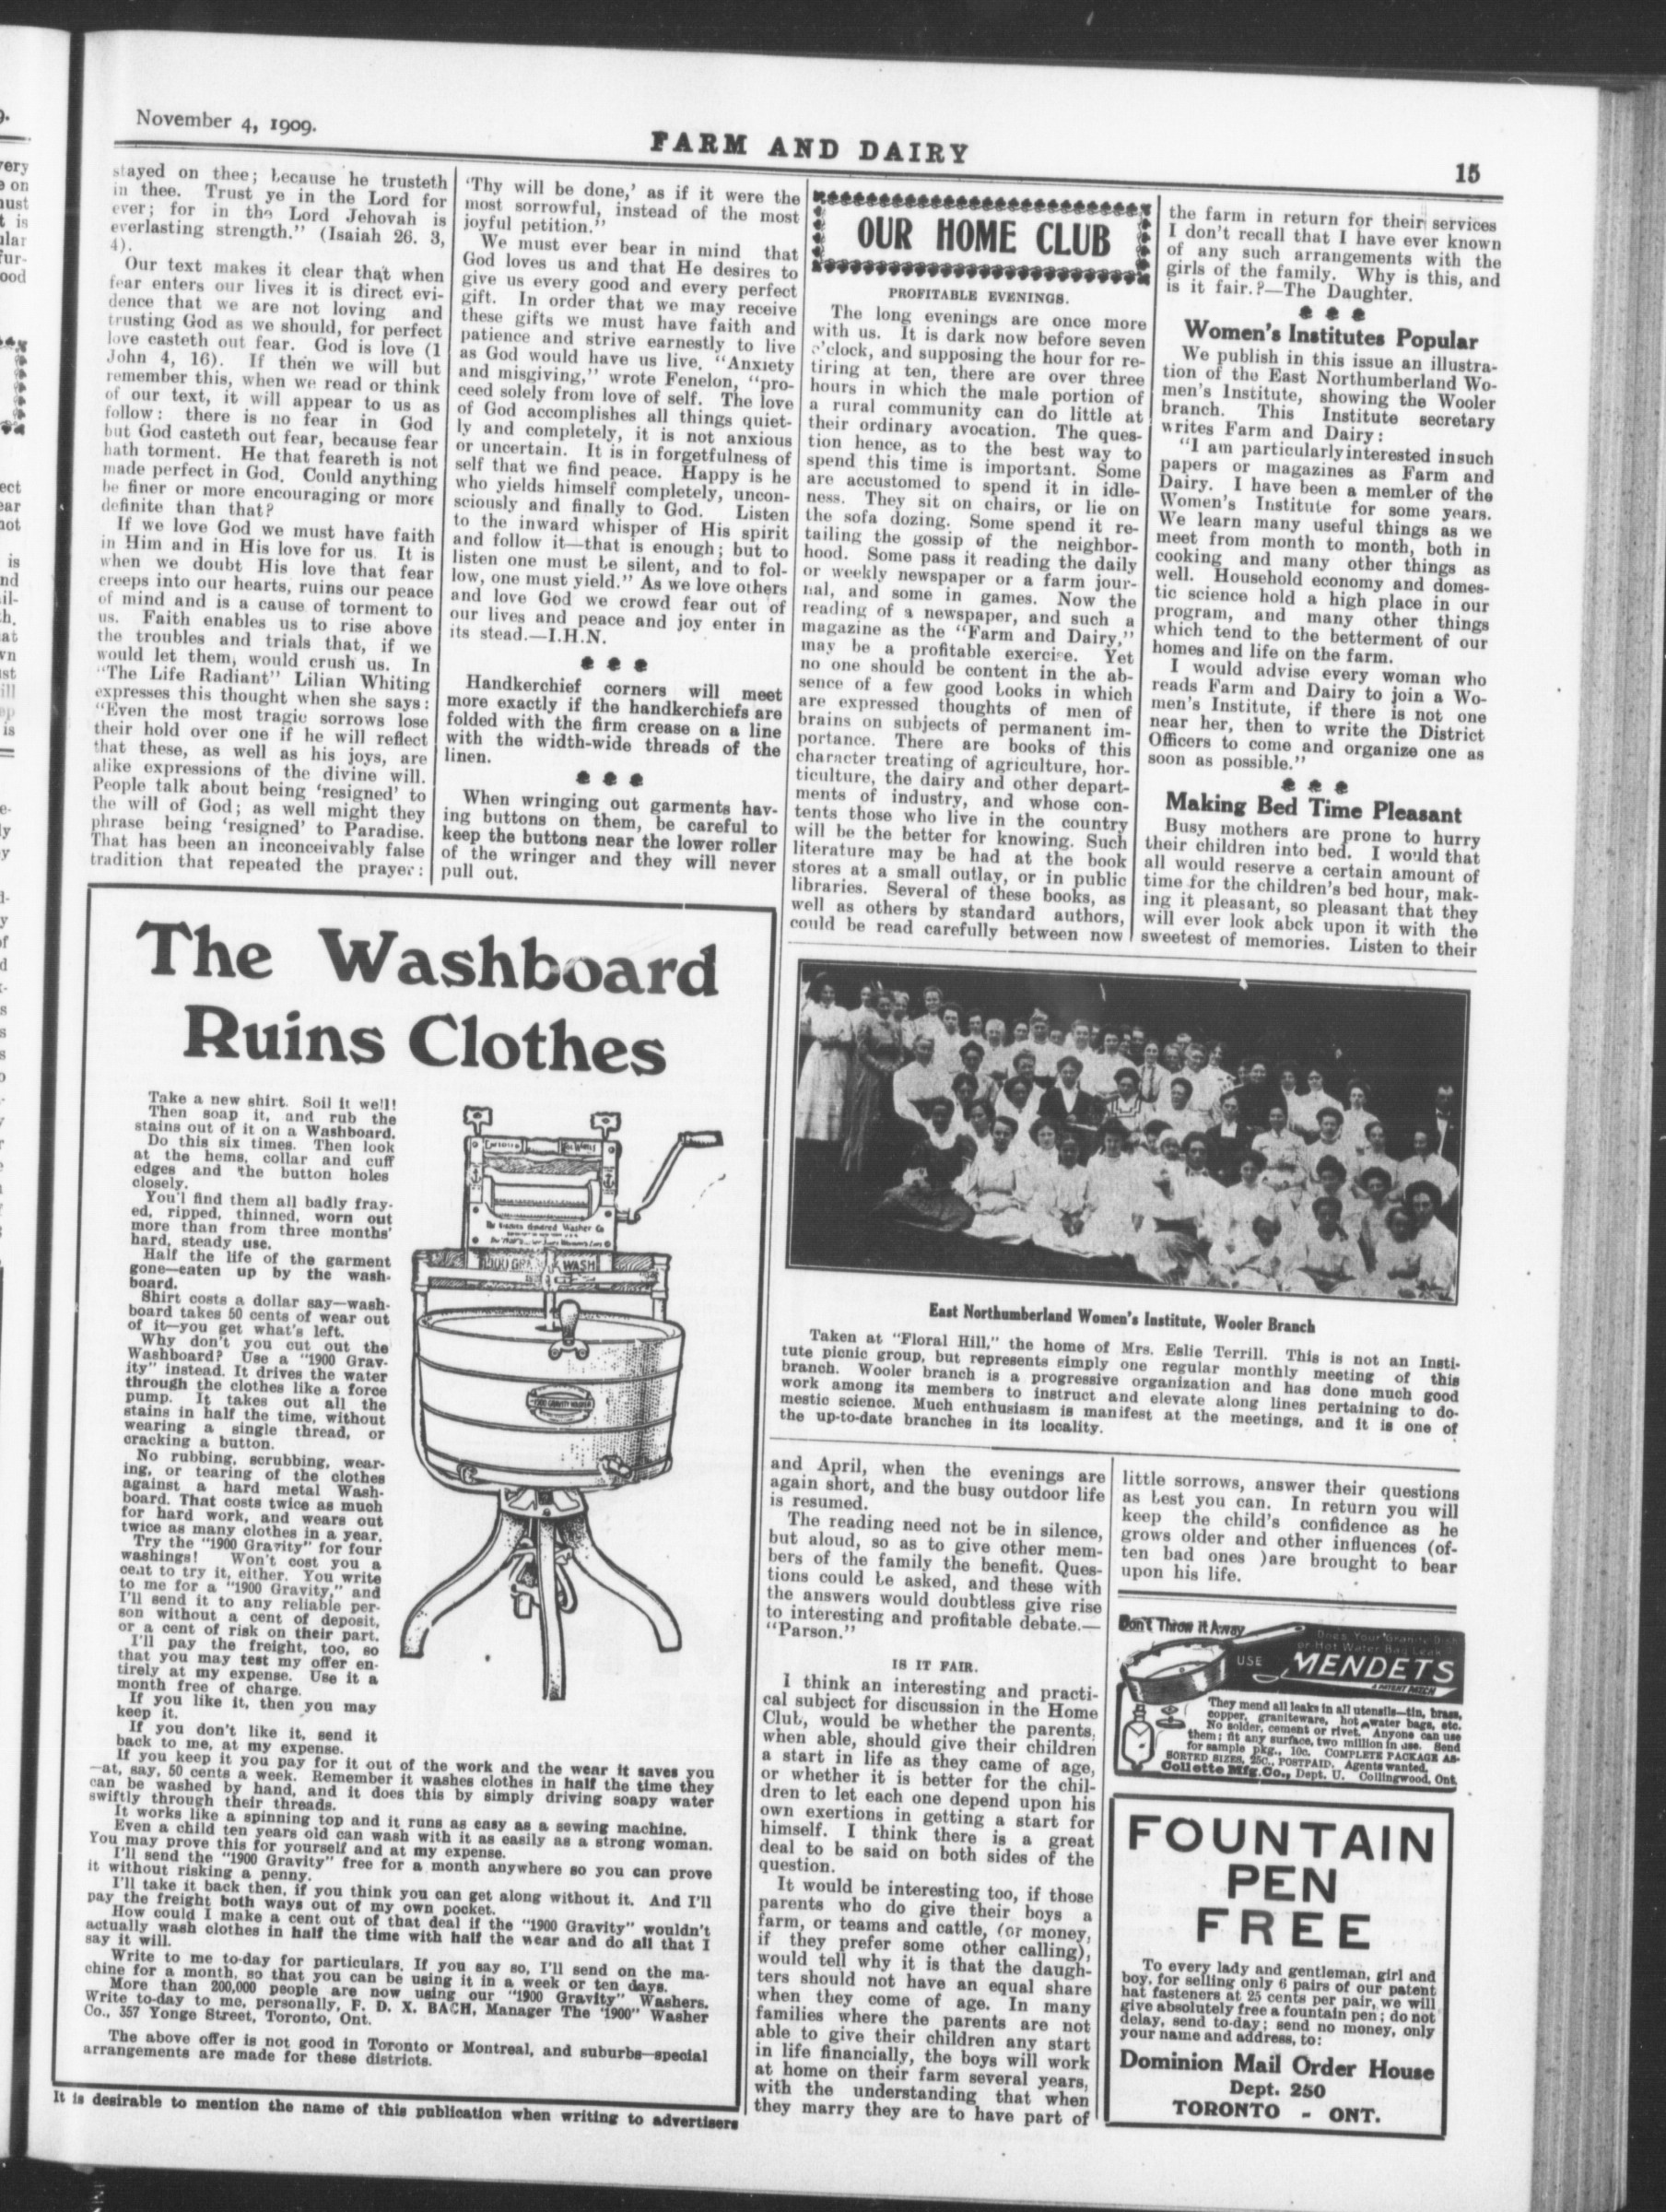 November 4, 1909.
FARM AND DAIRY
15
stayed on thee; because he trusteth
in thee. Trust ye in the Lord for
ever; for in the Lord Jehovah is
everlasting strength." (Isaiah 26. 3,
4).
Our text makes it clear that when
fear enters our lives it is direct evi-
dence that we are not loving and
trusting God as we should, for perfect
love casteth out fear. God is love (1
John 4, 16). If then we will but
remember this, when we read or think
of our text, it will appear to us as
follow: there is no fear in God
but God casteth out fear, because fear
hath torment. He that feareth is not
made perfect in God. Could anything
be finer or more encouraging or more
definite than that?
If we love God we must have faith
in Him and in His love for us. It is
when we doubt His love that fear
creeps into our hearts, ruins our peace
of mind and is a cause of torment to
us. Faith enables us to rise above
the troubles and trials that, if we
would let them, would crush us. In
"The Life Radiant" Lilian Whiting
expresses this thought when she says:
"Even the most tragic sorrows lose
their hold over one if he will reflect
that these, as well as his joys, are
alike expressions of the divine will.
People talk about being 'resigned' to
the will of God; as well might they
phrase being 'resigned' to Paradise.
That has been an inconceivably false
tradition that repeated the prayer:
'Thy will be done,' as if it were the
most sorrowful, instead of the most
joyful petition."
We must ever bear in mind that
God loves us and that He desires to
give us every good and every perfect
gift. In order that we may receive
these gifts we must have faith and
patience and strive earnestly to live
as God would have us live. "Anxiety
and misgiving," wrote Fenelon, "pro-
ceed solely from love of self. The love
of God accomplishes all things quiet-
ly and completely, it is not anxious
or uncertain. It is in forgetfulness of
self that we find peace. Happy is he
who yields himself completely, uncon-
sciously and finally to God. Listen
to the inward whisper of His spirit
and follow it—that is enough; but to
listen one must be silent, and to fol-
low, one must yield." As we love others
and love God we crowd fear out of
our lives and peace and joy enter in
its stead.—I.H.N.
Handkerchief corners will meet
more exactly if the handkerchiefs are
folded with the firm crease on a line
with the width-wide threads of the
linen.
When wringing out garments hav-
ing buttons on them, be careful to
keep the buttons near the lower roller
of the wringer and they will never
pull out.
OUR HOME CLUB
PROFITABLE EVENINGS.
The long evenings are once more
with us. It is dark now before seven
o'clock, and supposing the hour for re-
tiring at ten, there are over three
hours in which the male portion of
a rural community can do little at
their ordinary avocation. The ques-
tion hence, as to the best way to
spend this time is important. Some
are accustomed to spend it in idle-
ness. They sit on chairs, or lie on
the sofa dozing. Some spend it re-
tailing the gossip of the neighbor-
hood. Some pass it reading the daily
or weekly newspaper or a farm jour-
nal, and some in games. Now the
reading of a newspaper, and such a
magazine as the "Farm and Dairy,"
may be a profitable exercise. Yet
no one should be content in the ab-
sence of a few good books in which
are expressed thoughts of men of
brains on subjects of permanent im-
portance. There are books of this
character treating of agriculture, hor-
ticulture, the dairy and other depart-
ments of industry, and whose con-
tents those who live in the country
will be the better for knowing. Such
literature may be had at the book
stores at a small outlay, or in public
libraries. Several of these books, as
well as others by standard authors,
could be read carefully between now
the farm in return for their services
I don't recall that I have ever known
of any such arrangements with the
girls of the family. Why is this, and
is it fair.?—The Daughter.
Women's Institutes Popular
We publish in this issue an illustra-
tion of the East Northumberland Wo-
men's Institute, showing the Wooler
branch. This Institute secretary
writes Farm and Dairy:
"I am particularly interested in such
papers or magazines as Farm and
Dairy. I have been a member of the
Women's Institute for some years.
We learn many useful things as we
meet from month to month, both in
cooking and many other things as
well. Household economy and domes-
tic science hold a high place in our
program, and many other things
which tend to the betterment of our
homes and life on the farm.
I would advise every woman who
reads Farm and Dairy to join a Wo-
men's Institute, if there is not one
near her, then to write the District
Officers to come and organize one as
soon as possible."
Making Bed Time Pleasant
Busy mothers are prone to hurry
their children into bed. I would that
all would reserve a certain amount of
time for the children's bed hour, mak-
ing it pleasant, so pleasant that they
will ever look abck upon it with the
sweetest of memories. Listen to their
The Washboard
Ruins Clothes
Take a new shirt. Soil it well!
Then soap it, and rub the
stains out of it on a Washboard.
Do this six times. Then look
at the hems, collar and cuff
edges and the button holes
closely.
You'l find them all badly fray-
ed, ripped, thinned, worn out
more than from three months'
hard, steady use.
Half the life of the garment
gone—eaten up by the wash-
board.
Shirt costs a dollar say—wash-
board takes 50 cents of wear out
of it—you get what's left.
Why don't you cut out the
Washboard? Use a "1900 Grav-
ity" instead. It drives the water
through the clothes like a force
pump. It takes out all the
stains in half the time, without
wearing a single thread, or
cracking a button.
No rubbing, scrubbing, wear-
ing, or tearing of the clothes
against a hard metal Wash-
board. That costs twice as much
for hard work, and wears out
twice as many clothes in a year.
Try the "1900 Gravity" for four
washings! Won't cost you a
cent to try it, either. You write
to me for a "1900 Gravity," and
I'll send it to any reliable per-
son without a cent of deposit,
or a cent of risk on their part.
I'll pay the freight, too, so
that you may test my offer en-
tirely at my expense. Use it a
month free of charge.
If you like it, then you may
keep it.
If you don't like it, send it
back to me, at my expense.
If you keep it you pay for it out of the work and the wear it saves you
—at, say, 50 cents a week. Remember it washes clothes in half the time they
can be washed by hand, and it does this by simply driving soapy water
swiftly through their threads.
It works like a spinning top and it runs as easy as a sewing machine.
Even a child ten years old can wash with it as easily as a strong woman.
You may prove this for yourself and at my expense.
I'll send the "1900 Gravity" free for a month anywhere so you can prove
it without risking a penny.
I'll take it back then, if you think you can get along without it. And I'll
pay the freight both ways out of my own pocket.
How could I make a cent out of that deal if the "1900 Gravity" wouldn't
actually wash clothes in half the time with half the wear and do all that I
say it will.
Write to me to-day for particulars. If you say so, I'll send on the ma-
chine for a month, so that you can be using it in a week or ten days.
More than 200,000 people are now using our "1900 Gravity" Washers.
Write to-day to me, personally, F. D. X. BACH, Manager The "1900" Washer
Co., 357 Yonge Street, Toronto, Ont.
The above offer is not good in Toronto or Montreal, and suburbs—special
arrangements are made for these districts.
It is desirable to mention the name of this publication when writing to advertisers
East Northumberland Women's Institute, Wooler Branch
Taken at "Floral Hill," the home of Mrs. Eslie Terrill. This is not an Insti-
tute picnic group, but represents simply one regular monthly meeting of this
branch. Wooler branch is a progressive organization and has done much good
work among its members to instruct and elevate along lines pertaining to do-
mestic science. Much enthusiasm is manifest at the meetings, and it is one of
the up-to-date branches in its locality.
and April, when the evenings are
again short, and the busy outdoor life
is resumed.
The reading need not be in silence,
but aloud, so as to give other mem-
bers of the family the benefit. Ques-
tions could be asked, and these with
the answers would doubtless give rise
to interesting and profitable debate.—
"Parson."
IS IT FAIR.
I think an interesting and practi-
cal subject for discussion in the Home
Club, would be whether the parents,
when able, should give their children
a start in life as they came of age,
or whether it is better for the chil-
dren to let each one depend upon his
own exertions in getting a start for
himself. I think there is a great
deal to be said on both sides of the
question.
It would be interesting too, if those
parents who do give their boys a
farm, or teams and cattle, (or money,
if they prefer some other calling),
would tell why it is that the daugh-
ters should not have an equal share
when they come of age. In many
families where the parents are not
able to give their children any start
in life financially, the boys will work
at home on their farm several years,
with the understanding that when
they marry they are to have part of
little sorrows, answer their questions
as best you can. In return you will
keep the child's confidence as he
grows older and other influences (of-
ten bad ones )are brought to bear
upon his life.
Don't Throw it Away
Does Your Granite Dish
or Hot Water Bag Leak?
USE MENDETS
A PATENT PATCH
They mend all leaks in all utensils—tin, brass,
copper, graniteware, hot water bags, etc.
No solder, cement or rivet. Anyone can use
them; fit any surface, two million in use. Send
for sample pkg., 10c. COMPLETE PACKAGE AS-
SORTED SIZES, 25c., POSTPAID. Agents wanted.
Collette Mfg. Co., Dept. U. Collingwood, Ont.
FOUNTAIN
PEN
FREE
To every lady and gentleman, girl and
boy, for selling only 6 pairs of our patent
hat fasteners at 25 cents per pair, we will
give absolutely free a fountain pen; do not
delay, send to-day; send no money, only
your name and address, to:
Dominion Mail Order House
Dept. 250
TORONTO - ONT.